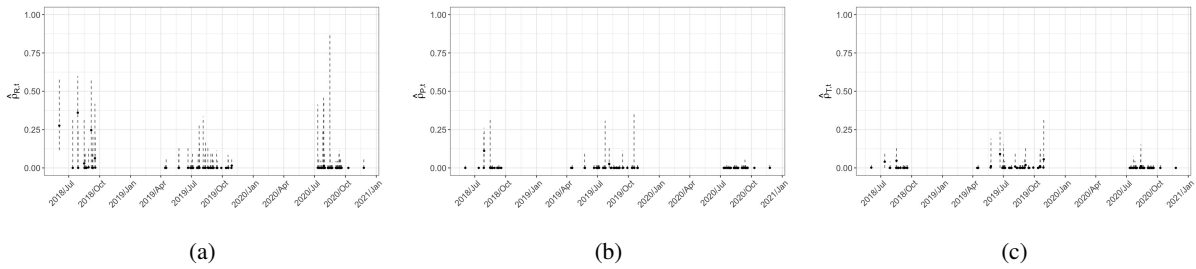 1.00
0.75
0.50
0.25
0.00
ρ̂R,t
2018/Jul 2018/Oct 2019/Jan 2019/Apr 2019/Jul 2019/Oct 2020/Jan 2020/Apr 2020/Jul 2020/Oct 2021/Jan
(a)
1.00
0.75
0.50
0.25
0.00
ρ̂P,t
2018/Jul 2018/Oct 2019/Jan 2019/Apr 2019/Jul 2019/Oct 2020/Jan 2020/Apr 2020/Jul 2020/Oct 2021/Jan
(b)
1.00
0.75
0.50
0.25
0.00
ρ̂T,t
2018/Jul 2018/Oct 2019/Jan 2019/Apr 2019/Jul 2019/Oct 2020/Jan 2020/Apr 2020/Jul 2020/Oct 2021/Jan
(c)